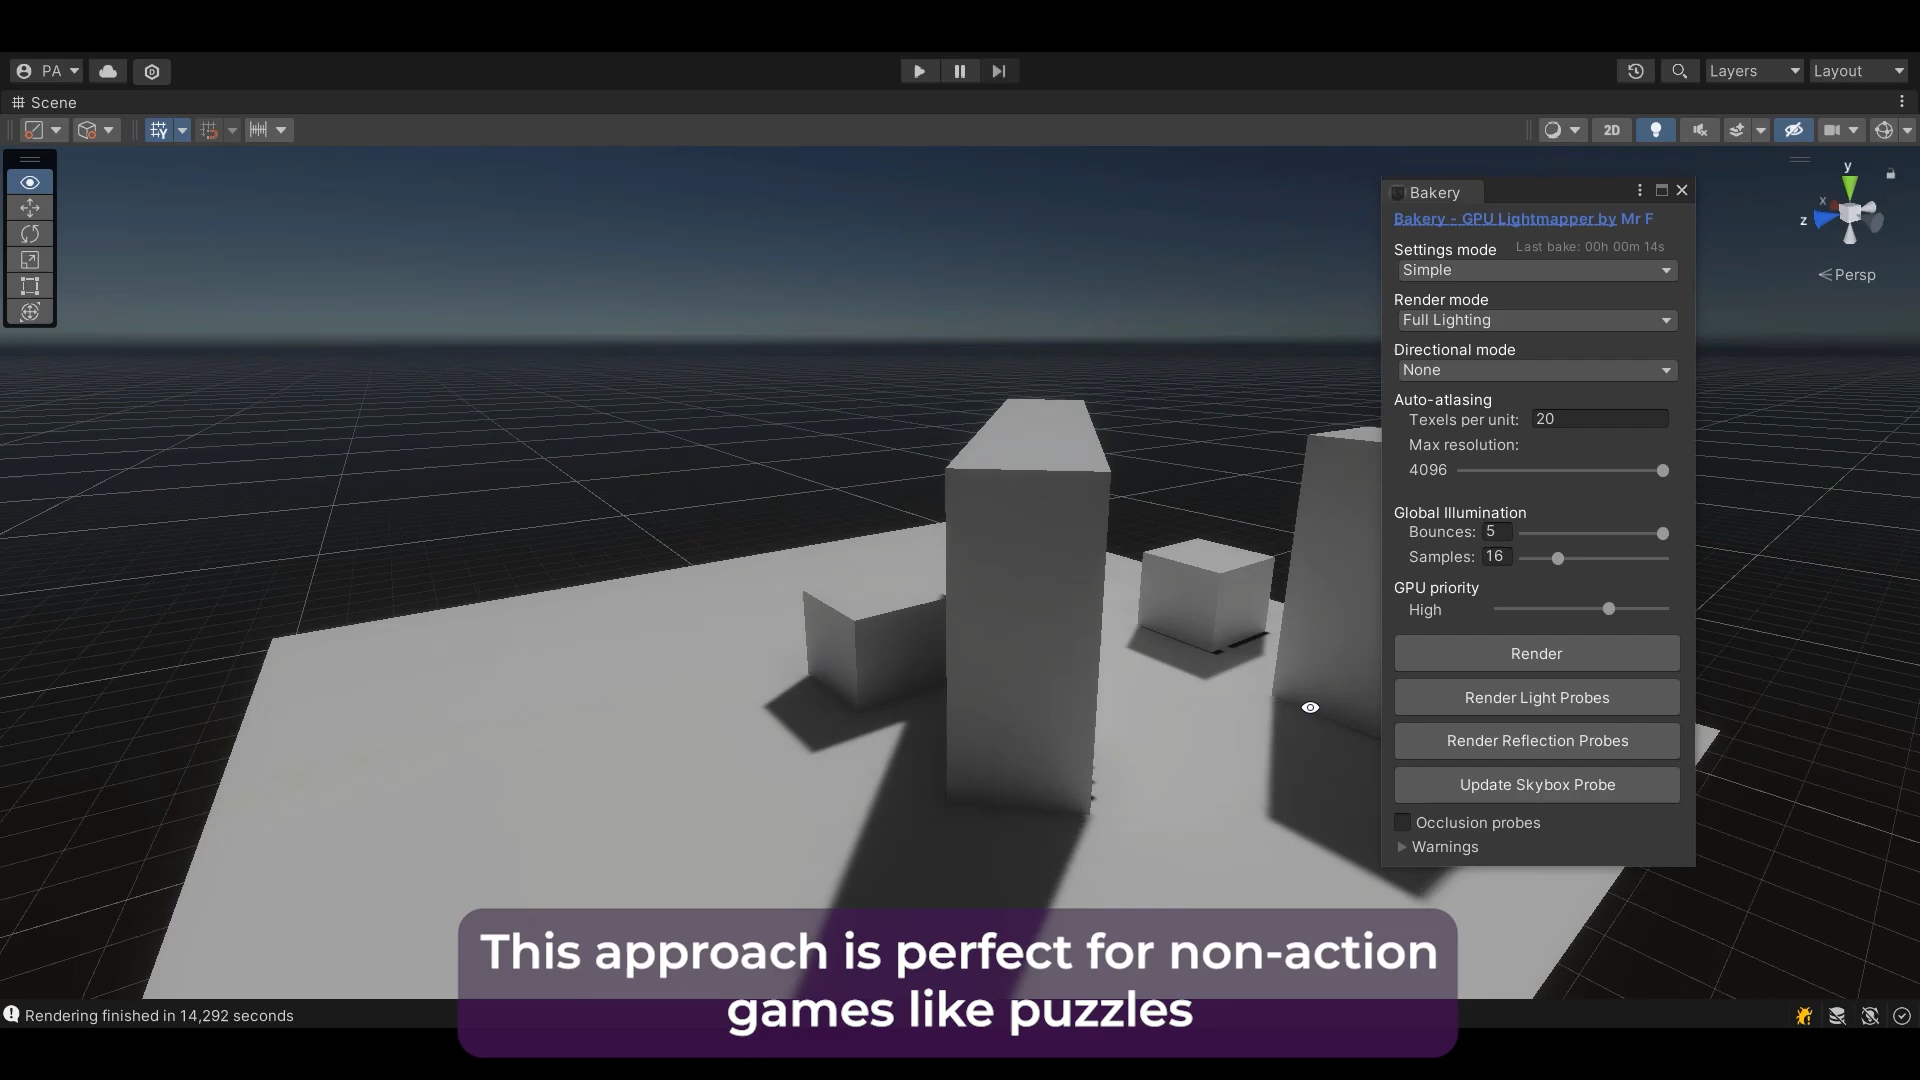 PA
Layers
Layout
Scene
2D
y
x
z
Persp
Bakery
Bakery - GPU Lightmapper by Mr F
Settings mode
Last bake: 00h 00m 14s
Simple
Render mode
Full Lighting
Directional mode
None
Auto-atlasing
Texels per unit: 20
Max resolution:
4096
Global Illumination
Bounces: 5
Samples: 16
GPU priority
High
Render
Render Light Probes
Render Reflection Probes
Update Skybox Probe
Occlusion probes
Warnings
This approach is perfect for non-action
games like puzzles
Rendering finished in 14,292 seconds